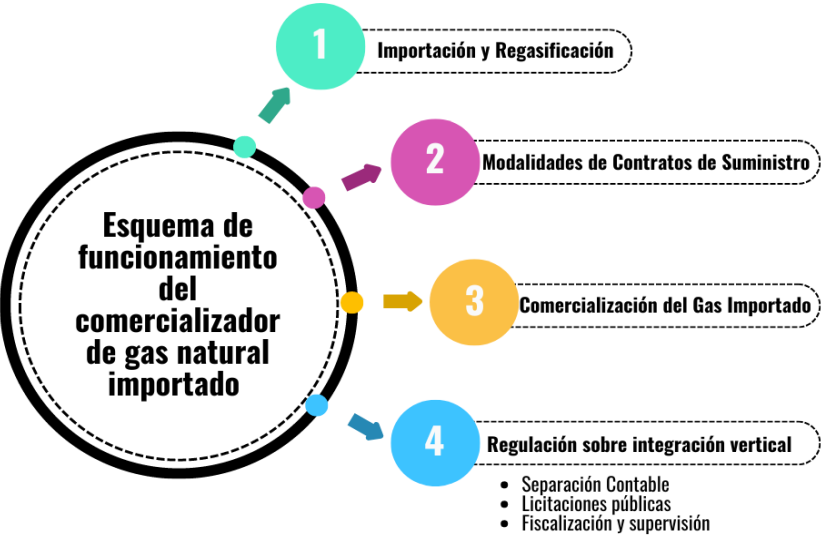 1
Importación y Regasificación
2
Modalidades de Contratos de Suministro
Esquema de
funcionamiento
del
comercializador
de gas natural
importado
3
Comercialización del Gas Importado
4
Regulación sobre integración vertical
• Separación Contable
• Licitaciones públicas
• Fiscalización y supervisión